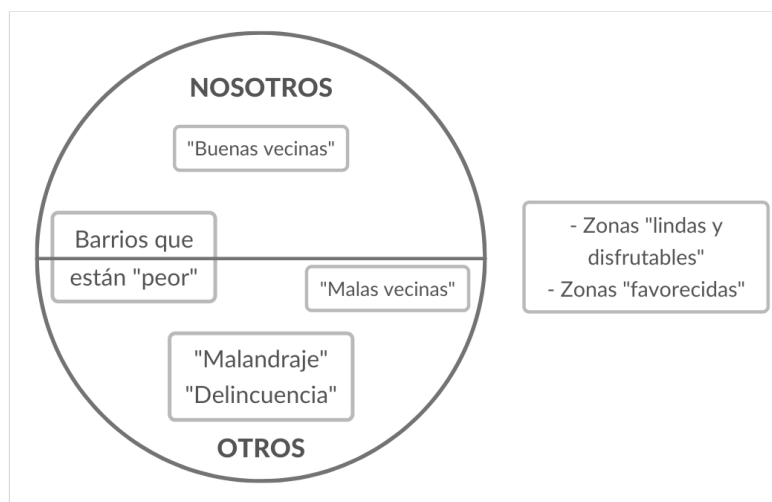 NOSOTROS
"Buenas vecinas"
Barrios que
están "peor"
"Malas vecinas"
"Malandraje"
"Delincuencia"
OTROS
- Zonas "lindas y
disfrutables"
- Zonas "favorecidas"